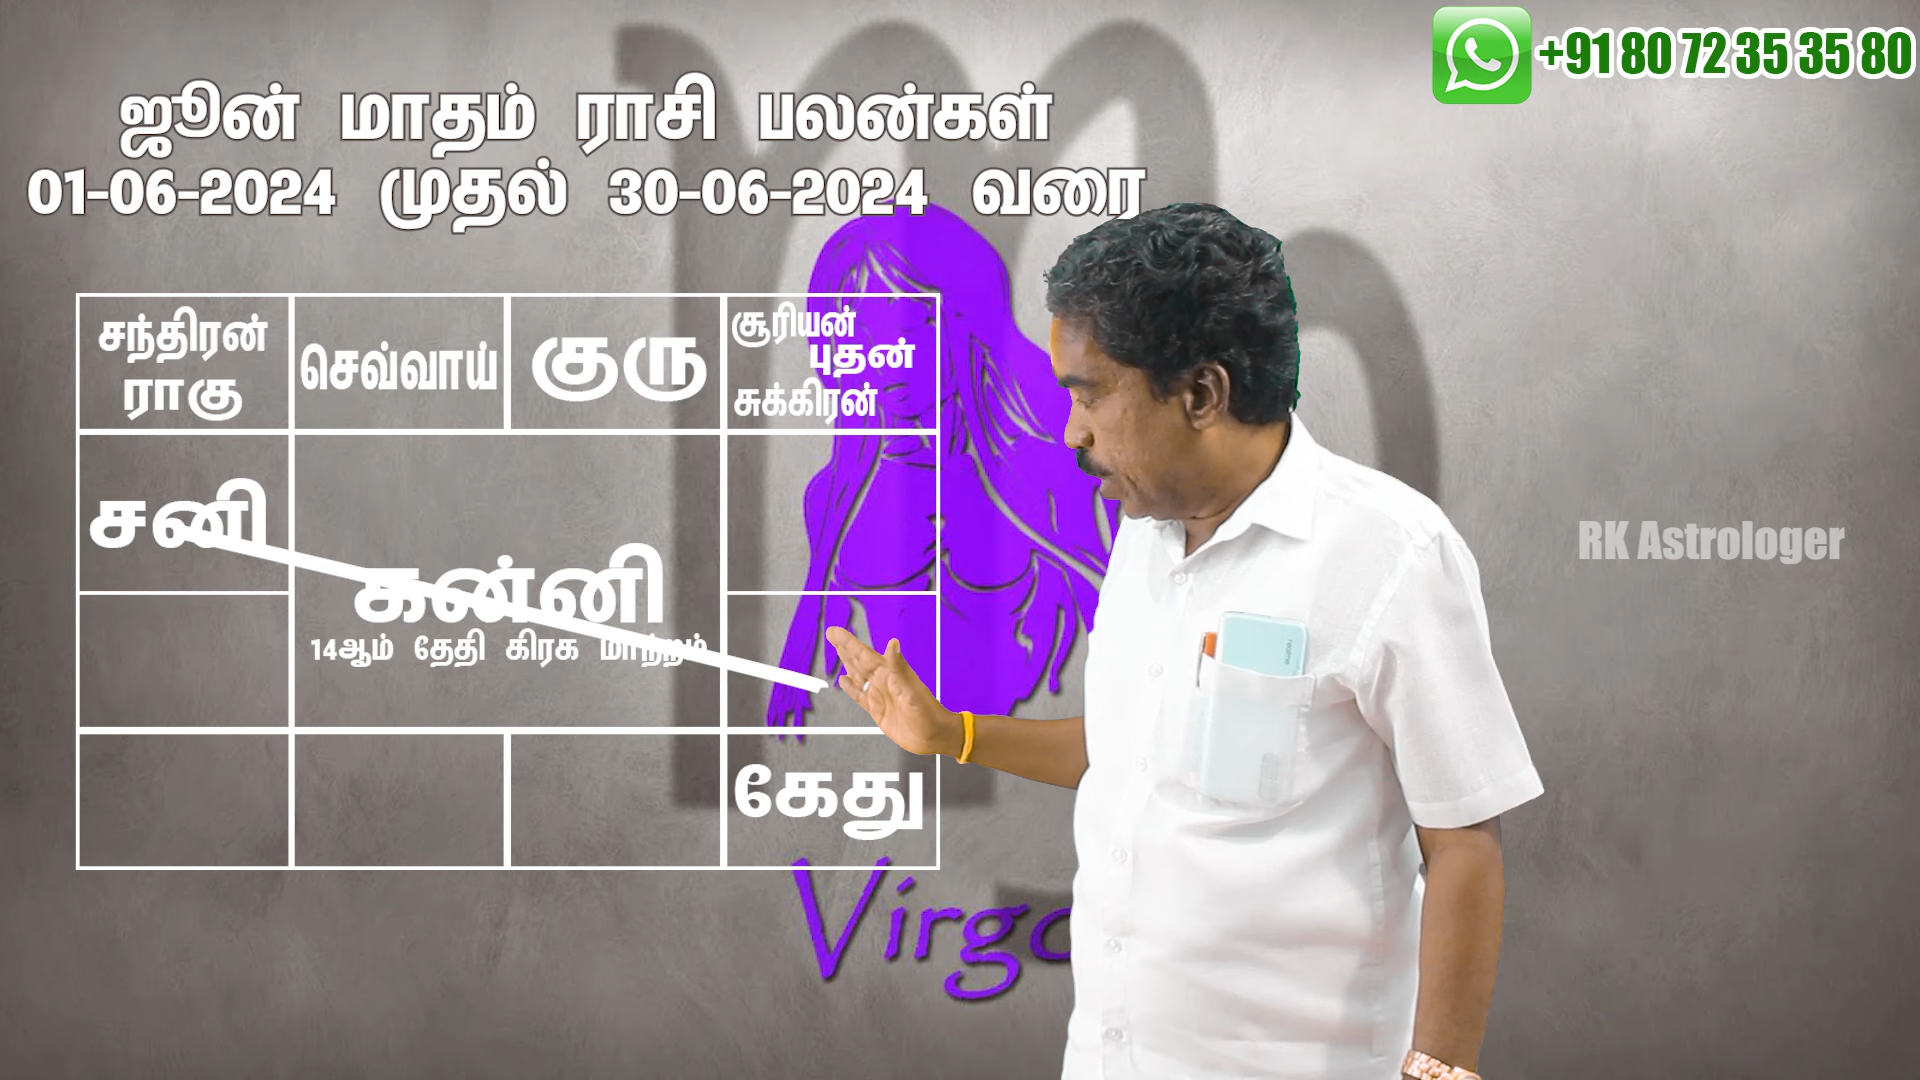 +91 80 72 35 35 80
ஜூன் மாதம் ராசி பலன்கள்
01-06-2024 முதல் 30-06-2024 வரை
சந்திரன்
ராகு
செவ்வாய்
குரு
சூரியன்
புதன்
சுக்கிரன்
சனி
கன்னி
14ஆம் தேதி கிரக மாற்றம்
கேது
RK Astrologer
Virgo